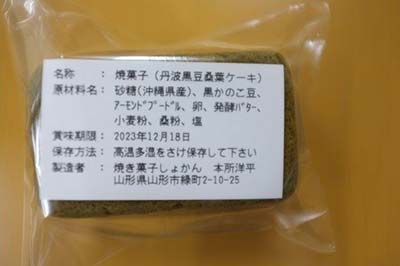 名称 : 焼菓子（丹波黒豆桑葉ケーキ）
原材料名: 砂糖(沖縄県産)、黒かのこ豆、
ｱｰﾓﾝﾄﾞﾌﾟｰﾄﾞﾙ、卵、発酵ﾊﾞﾀｰ、
小麦粉、桑粉、塩
賞味期限: 2023年12月18日
保存方法: 高温多湿をさけ保存して下さい
製造者 : 焼き菓子しょかん 本所洋平
山形県山形市緑町2-10-25